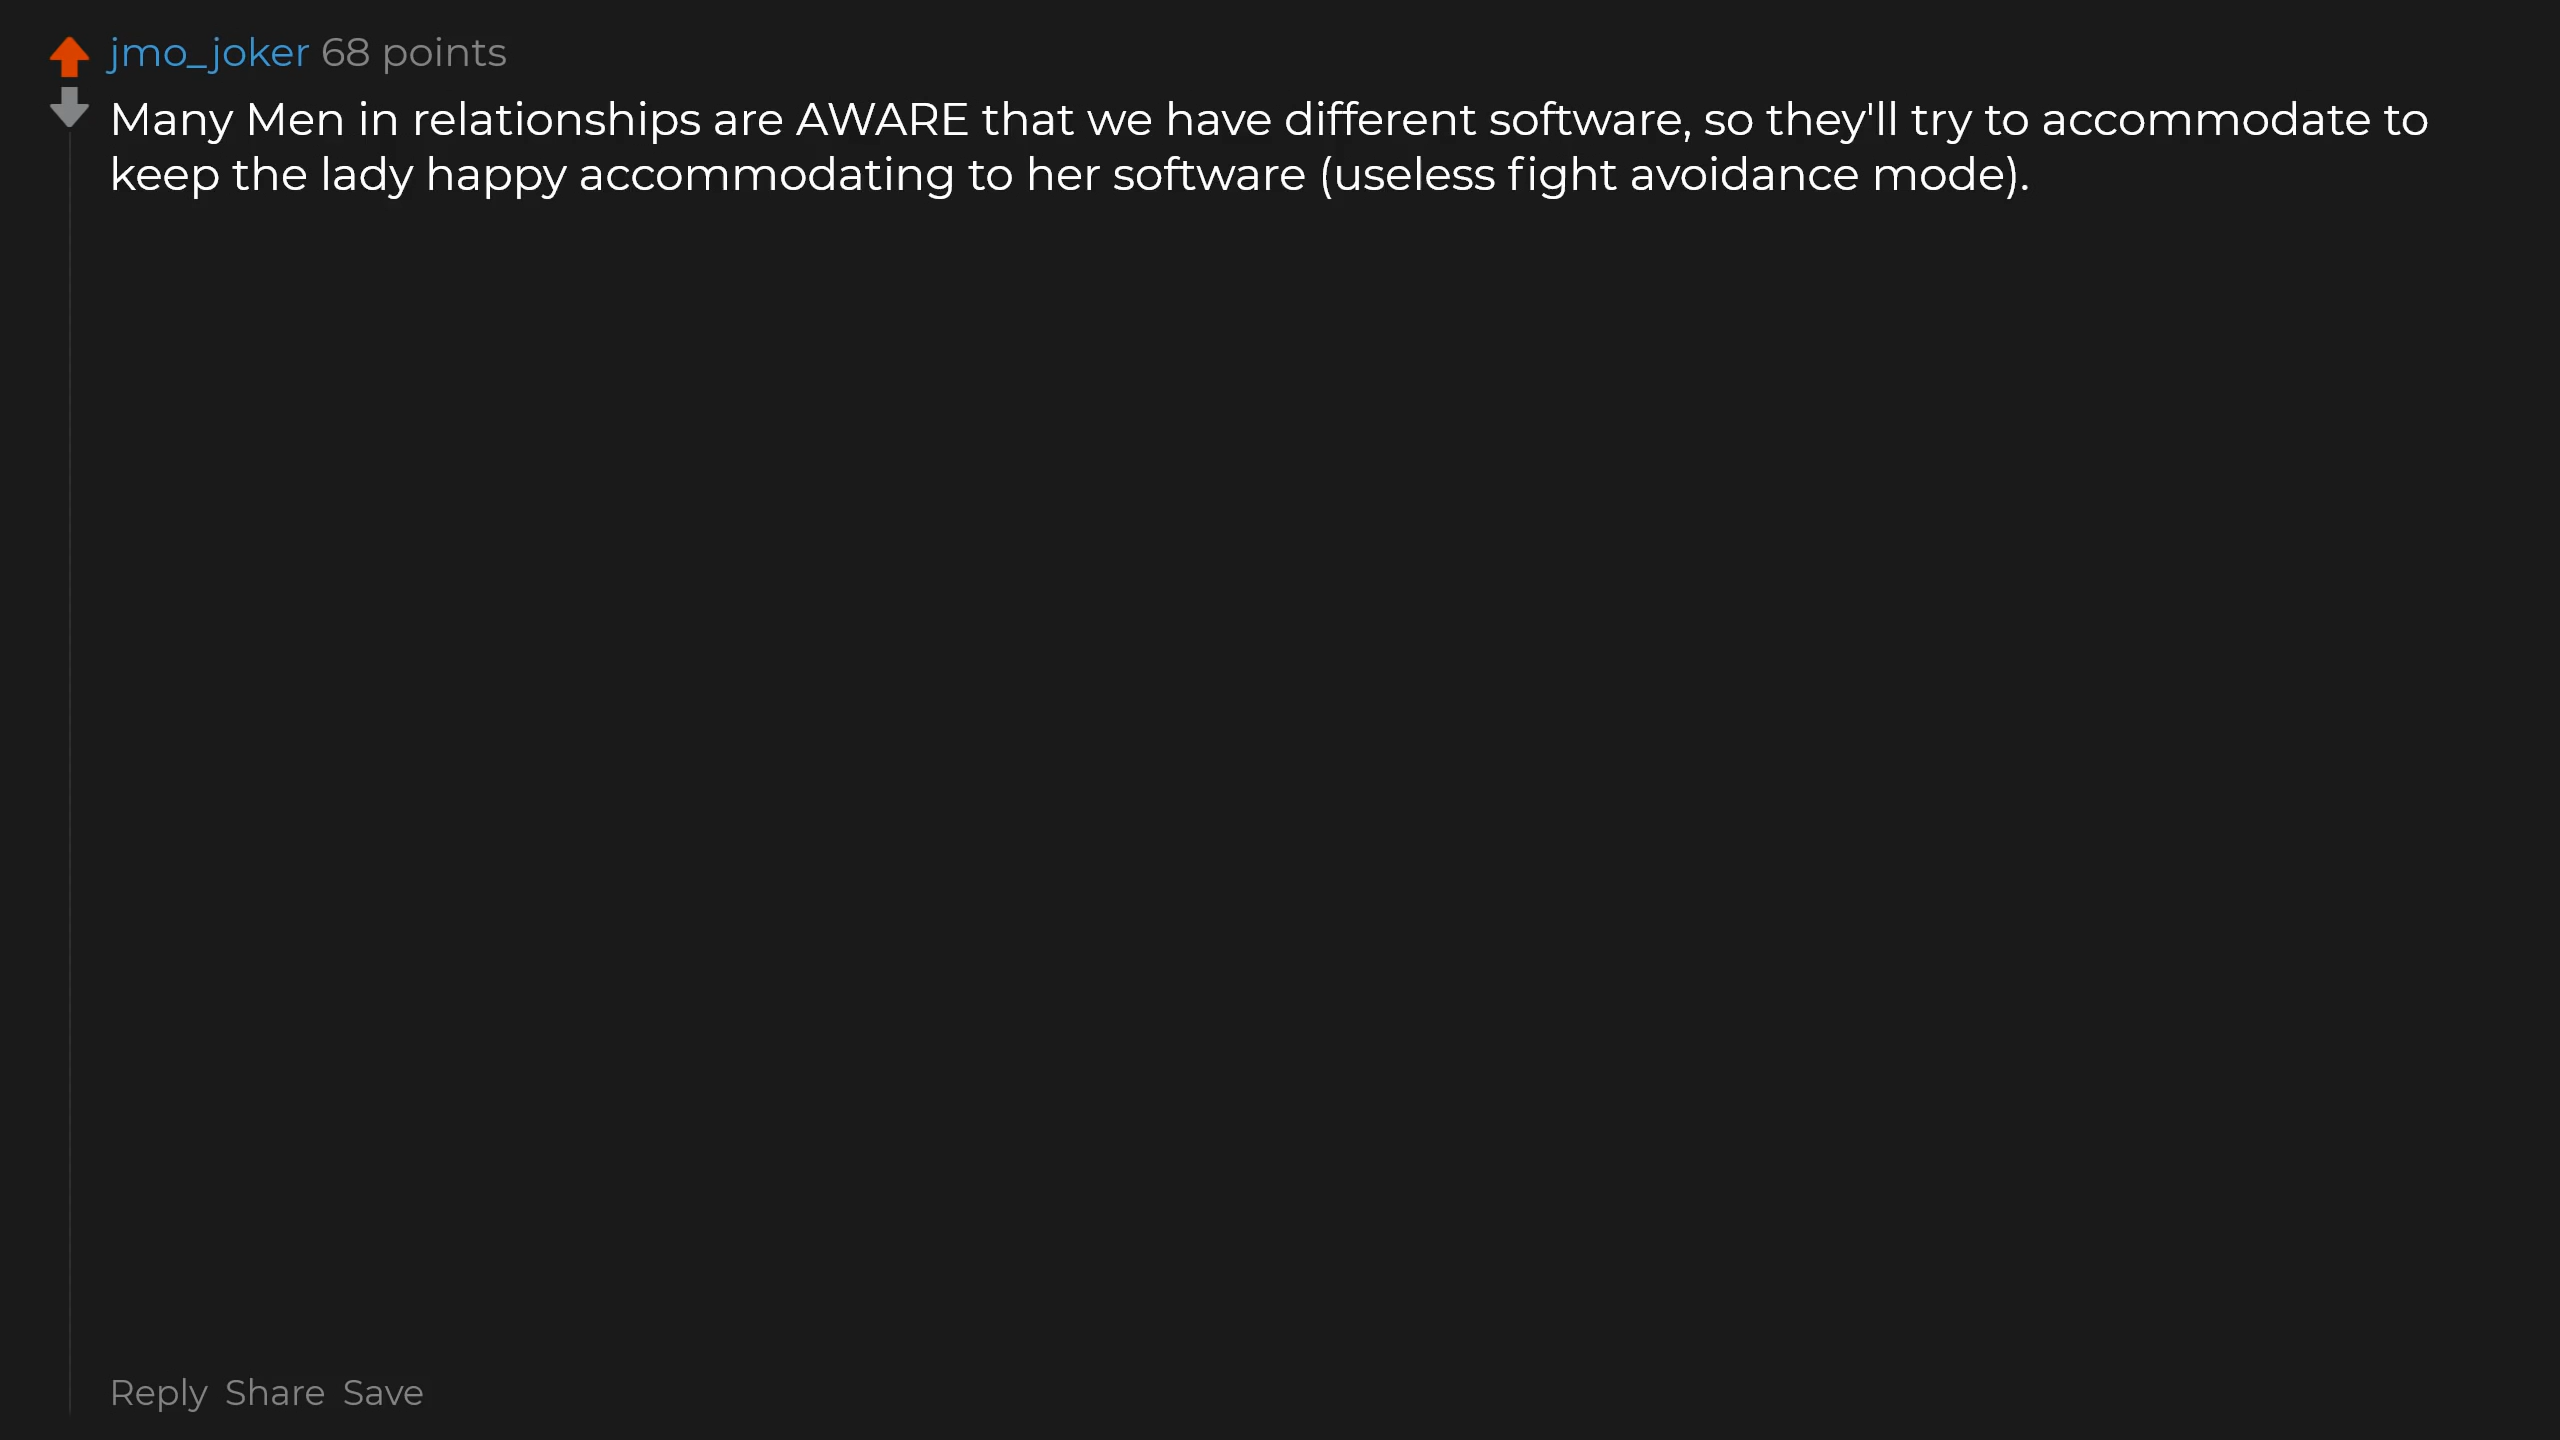 jmo_joker 68 points
Many Men in relationships are AWARE that we have different software, so they'll try to accommodate to
keep the lady happy accommodating to her software (useless fight avoidance mode).
Reply Share Save